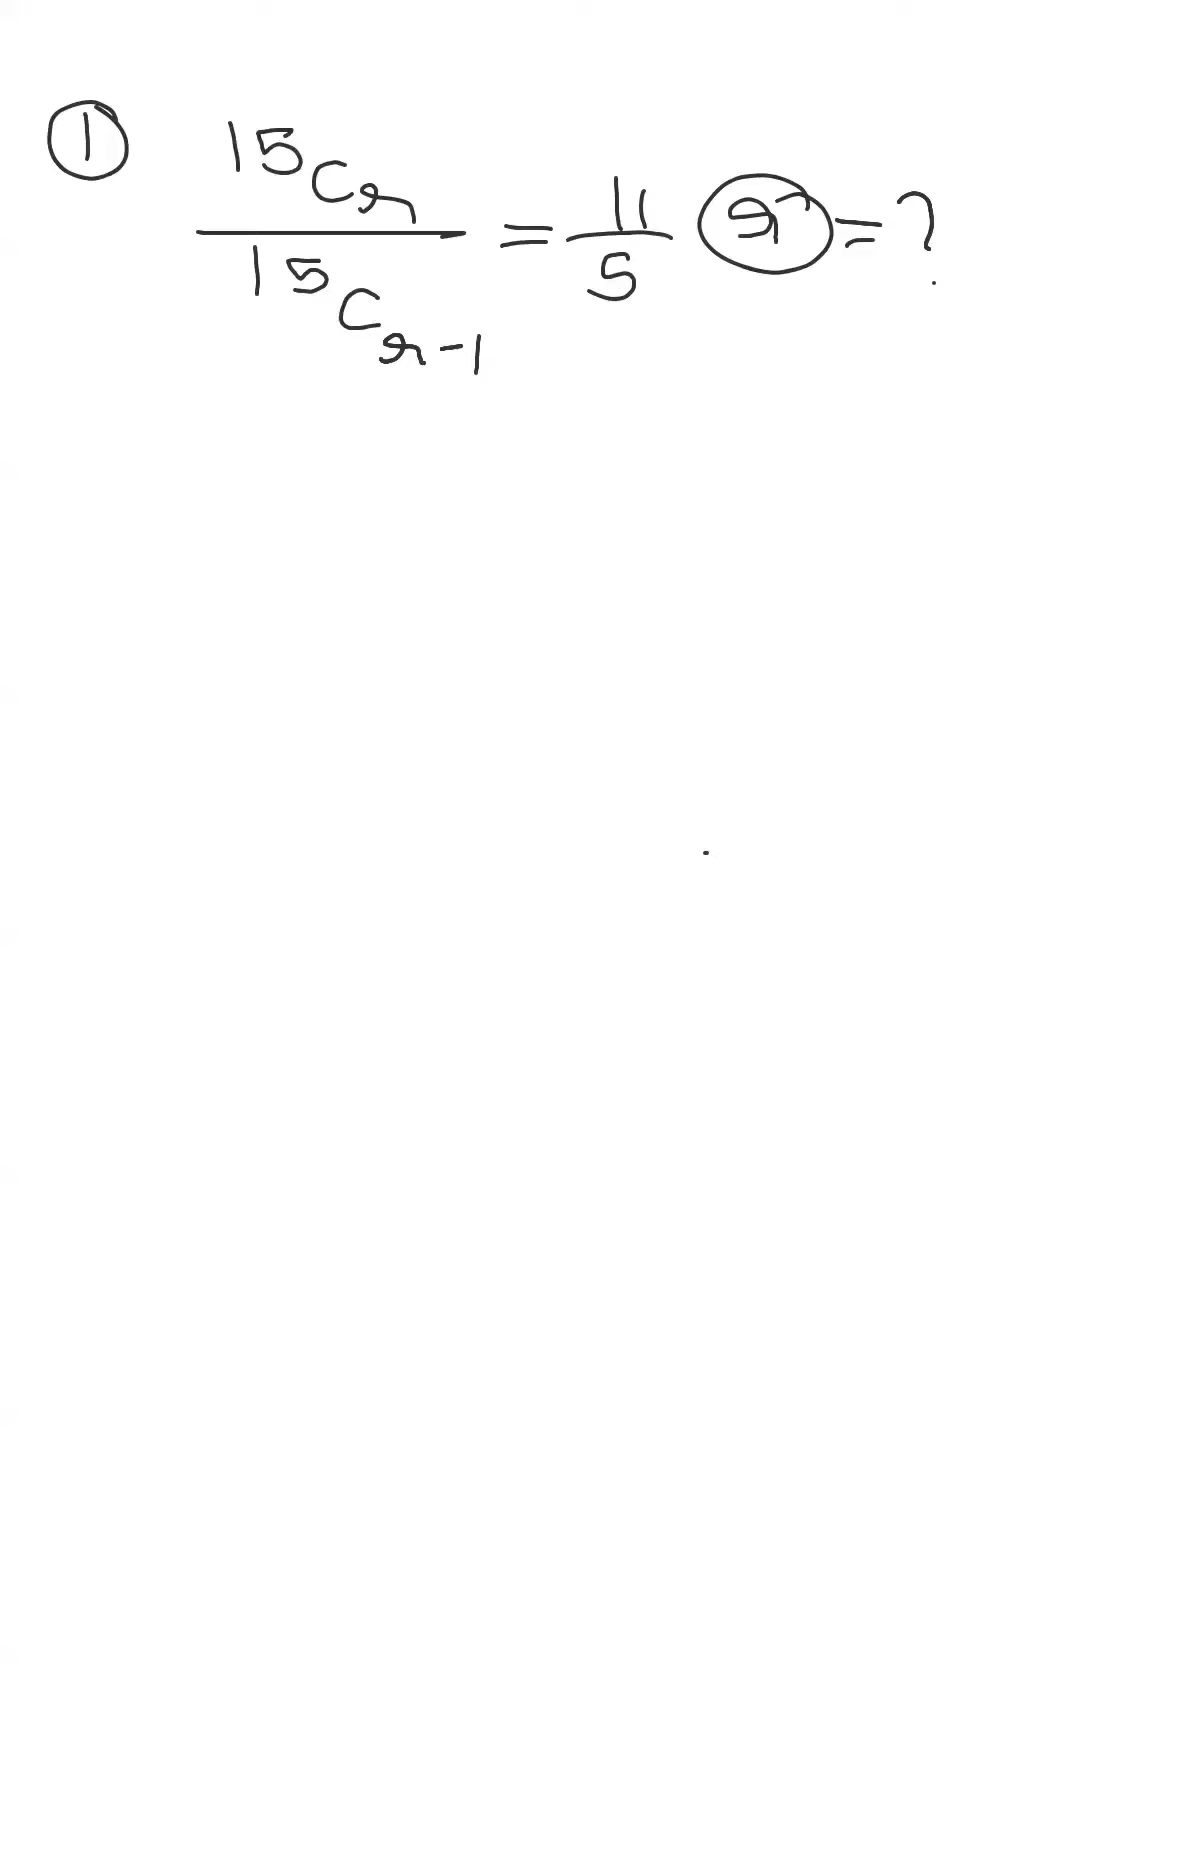 ① 15Cr / 15Cr-1 = 11/5 r = ?